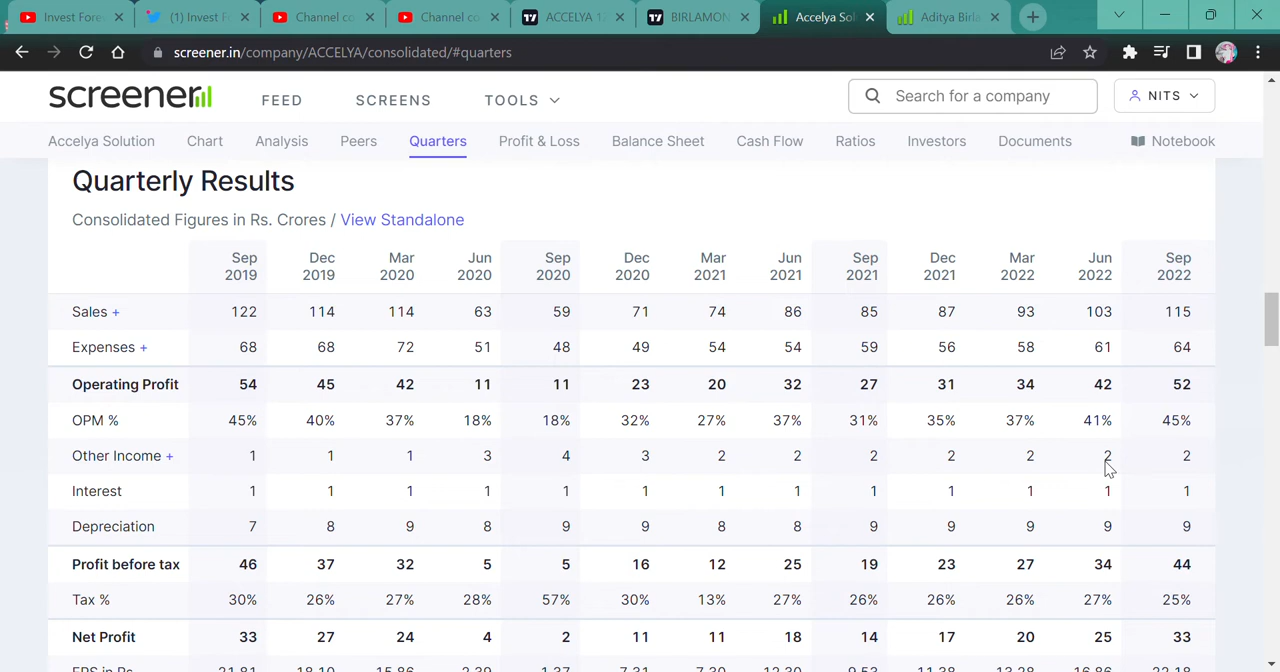 Invest Fore
(1) Invest F
Channel co
Channel co
ACCELYA 1
BIRLAMON
Accelya Sol
Aditya Birla
screener.in/company/ACCELYA/consolidated/#quarters
screener
FEED
SCREENS
TOOLS
Search for a company
NITS
Accelya Solution
Chart
Analysis
Peers
Quarters
Profit & Loss
Balance Sheet
Cash Flow
Ratios
Investors
Documents
Notebook
Quarterly Results
Consolidated Figures in Rs. Crores / View Standalone
Sep 2019 Dec 2019 Mar 2020 Jun 2020 Sep 2020 Dec 2020 Mar 2021 Jun 2021 Sep 2021 Dec 2021 Mar 2022 Jun 2022 Sep 2022
Sales + 122 114 114 63 59 71 74 86 85 87 93 103 115
Expenses + 68 68 72 51 48 49 54 54 59 56 58 61 64
Operating Profit 54 45 42 11 11 23 20 32 27 31 34 42 52
OPM % 45% 40% 37% 18% 18% 32% 27% 37% 31% 35% 37% 41% 45%
Other Income + 1 1 1 3 4 3 2 2 2 2 2 2 2
Interest 1 1 1 1 1 1 1 1 1 1 1 1 1
Depreciation 7 8 9 8 9 9 8 8 9 9 9 9 9
Profit before tax 46 37 32 5 5 16 12 25 19 23 27 34 44
Tax % 30% 26% 27% 28% 57% 30% 13% 27% 26% 26% 26% 27% 25%
Net Profit 33 27 24 4 2 11 11 18 14 17 20 25 33